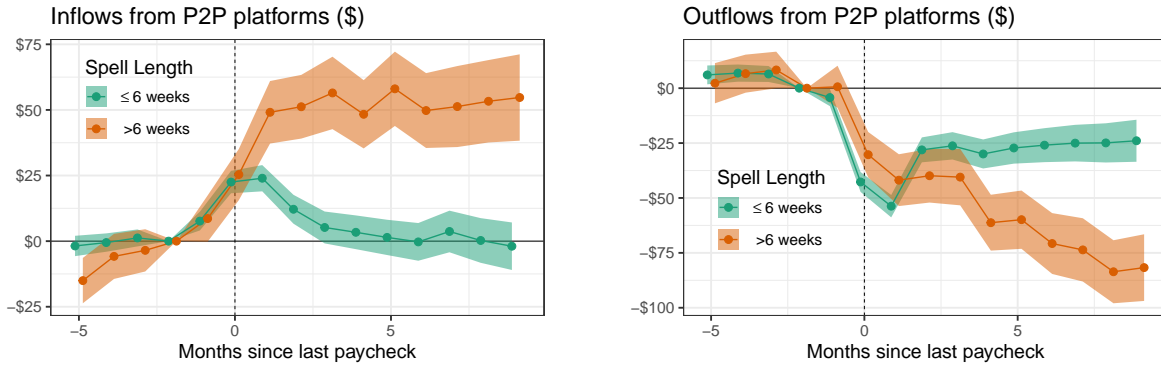 Inflows from P2P platforms ($)
$75
$50
$25
$0
−$25
Spell Length
≤ 6 weeks
>6 weeks
−5
0
5
Months since last paycheck
Outflows from P2P platforms ($)
$0
−$25
−$50
−$75
−$100
Spell Length
≤ 6 weeks
>6 weeks
−5
0
5
Months since last paycheck